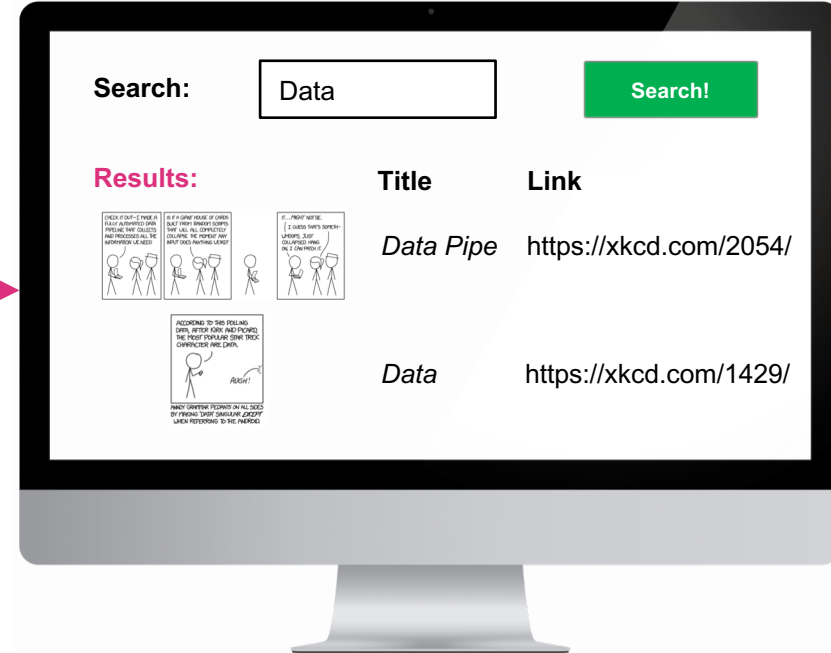 Search:
Data
Search!
Results:
Title
Link
CHECK IT OUT—I MADE A
FULLY AUTOMATED DATA
PIPELINE THAT COLLECTS
AND PROCESSES ALL THE
INFORMATION WE NEED.
IS IT A GIANT HOUSE OF CARDS
BUILT FROM RANDOM SCRIPTS
THAT WILL ALL COMPLETELY
COLLAPSE THE MOMENT ANY
INPUT DOES ANYTHING WEIRD?
IT... MIGHT NOT BE.
I GUESS THAT'S SOMETH—
WHOOPS, JUST
COLLAPSED. HANG
ON, I CAN PATCH IT.
Data Pipe
https://xkcd.com/2054/
ACCORDING TO THIS POLLING
DATA, AFTER KIRK AND PICARD,
THE MOST POPULAR STAR TREK
CHARACTER ARE DATA.
AUGH!
ANNOY GRAMMAR PEDANTS ON ALL SIDES
BY MAKING "DATA" SINGULAR EXCEPT
WHEN REFERRING TO THE ANDROID.
Data
https://xkcd.com/1429/